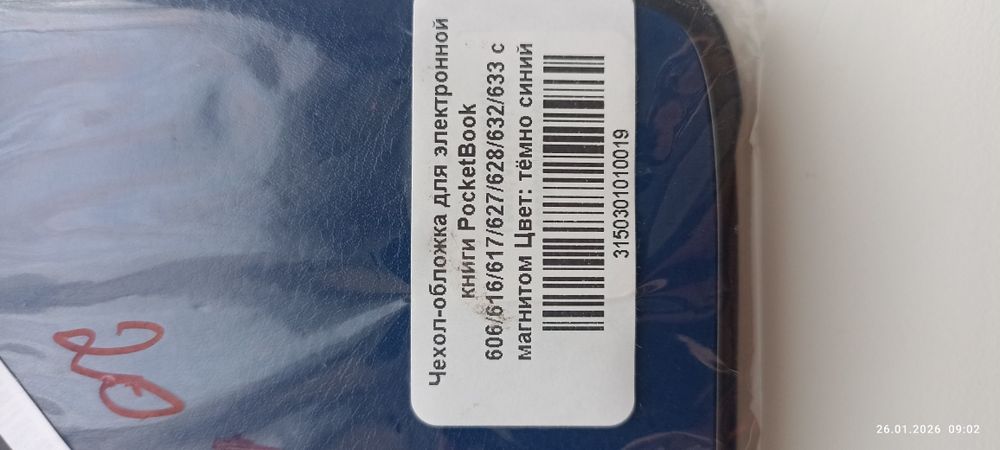 Чехол-обложка для электронной
книги PocketBook
606/616/617/627/628/632/633 с
магнитом Цвет: тёмно синий
3150301010019
26.01.2026 09:02